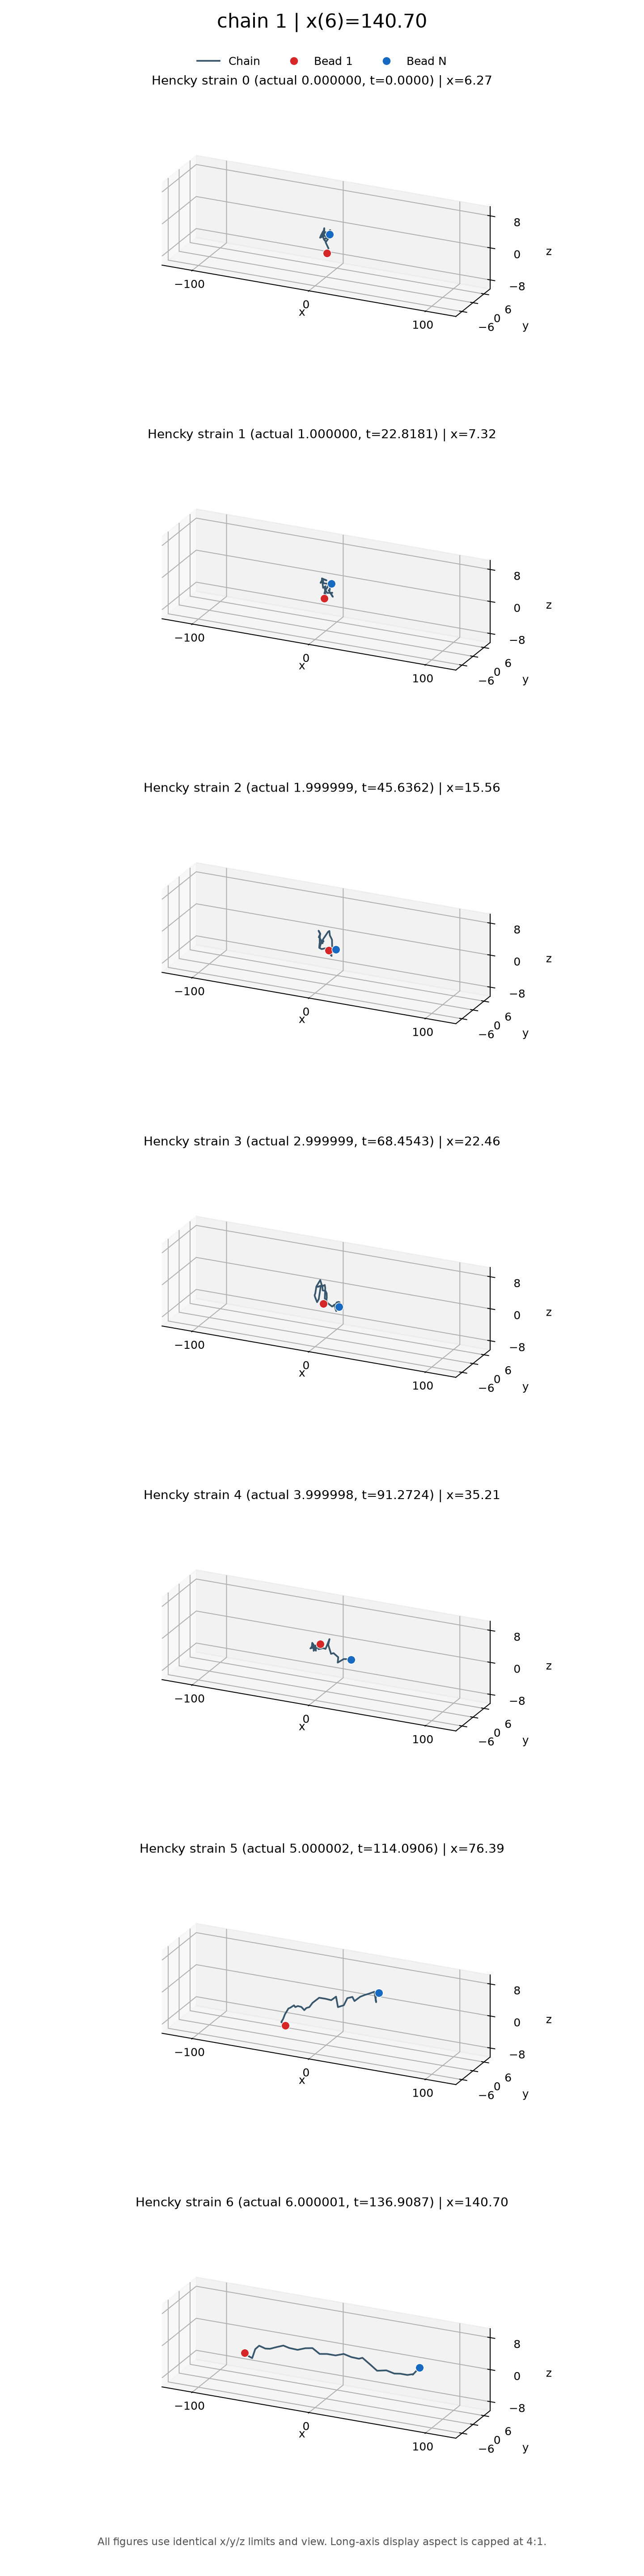 chain 1 | x(6)=140.70
Chain
Bead 1
Bead N
Hencky strain 0 (actual 0.000000, t=0.0000) | x=6.27
8
0
−8
z
6
0
−6
y
−100
0
100
x
Hencky strain 1 (actual 1.000000, t=22.8181) | x=7.32
8
0
−8
z
6
0
−6
y
−100
0
100
x
Hencky strain 2 (actual 1.999999, t=45.6362) | x=15.56
8
0
−8
z
6
0
−6
y
−100
0
100
x
Hencky strain 3 (actual 2.999999, t=68.4543) | x=22.46
8
0
−8
z
6
0
−6
y
−100
0
100
x
Hencky strain 4 (actual 3.999998, t=91.2724) | x=35.21
8
0
−8
z
6
0
−6
y
−100
0
100
x
Hencky strain 5 (actual 5.000002, t=114.0906) | x=76.39
8
0
−8
z
6
0
−6
y
−100
0
100
x
Hencky strain 6 (actual 6.000001, t=136.9087) | x=140.70
8
0
−8
z
6
0
−6
y
−100
0
100
x
All figures use identical x/y/z limits and view. Long-axis display aspect is capped at 4:1.